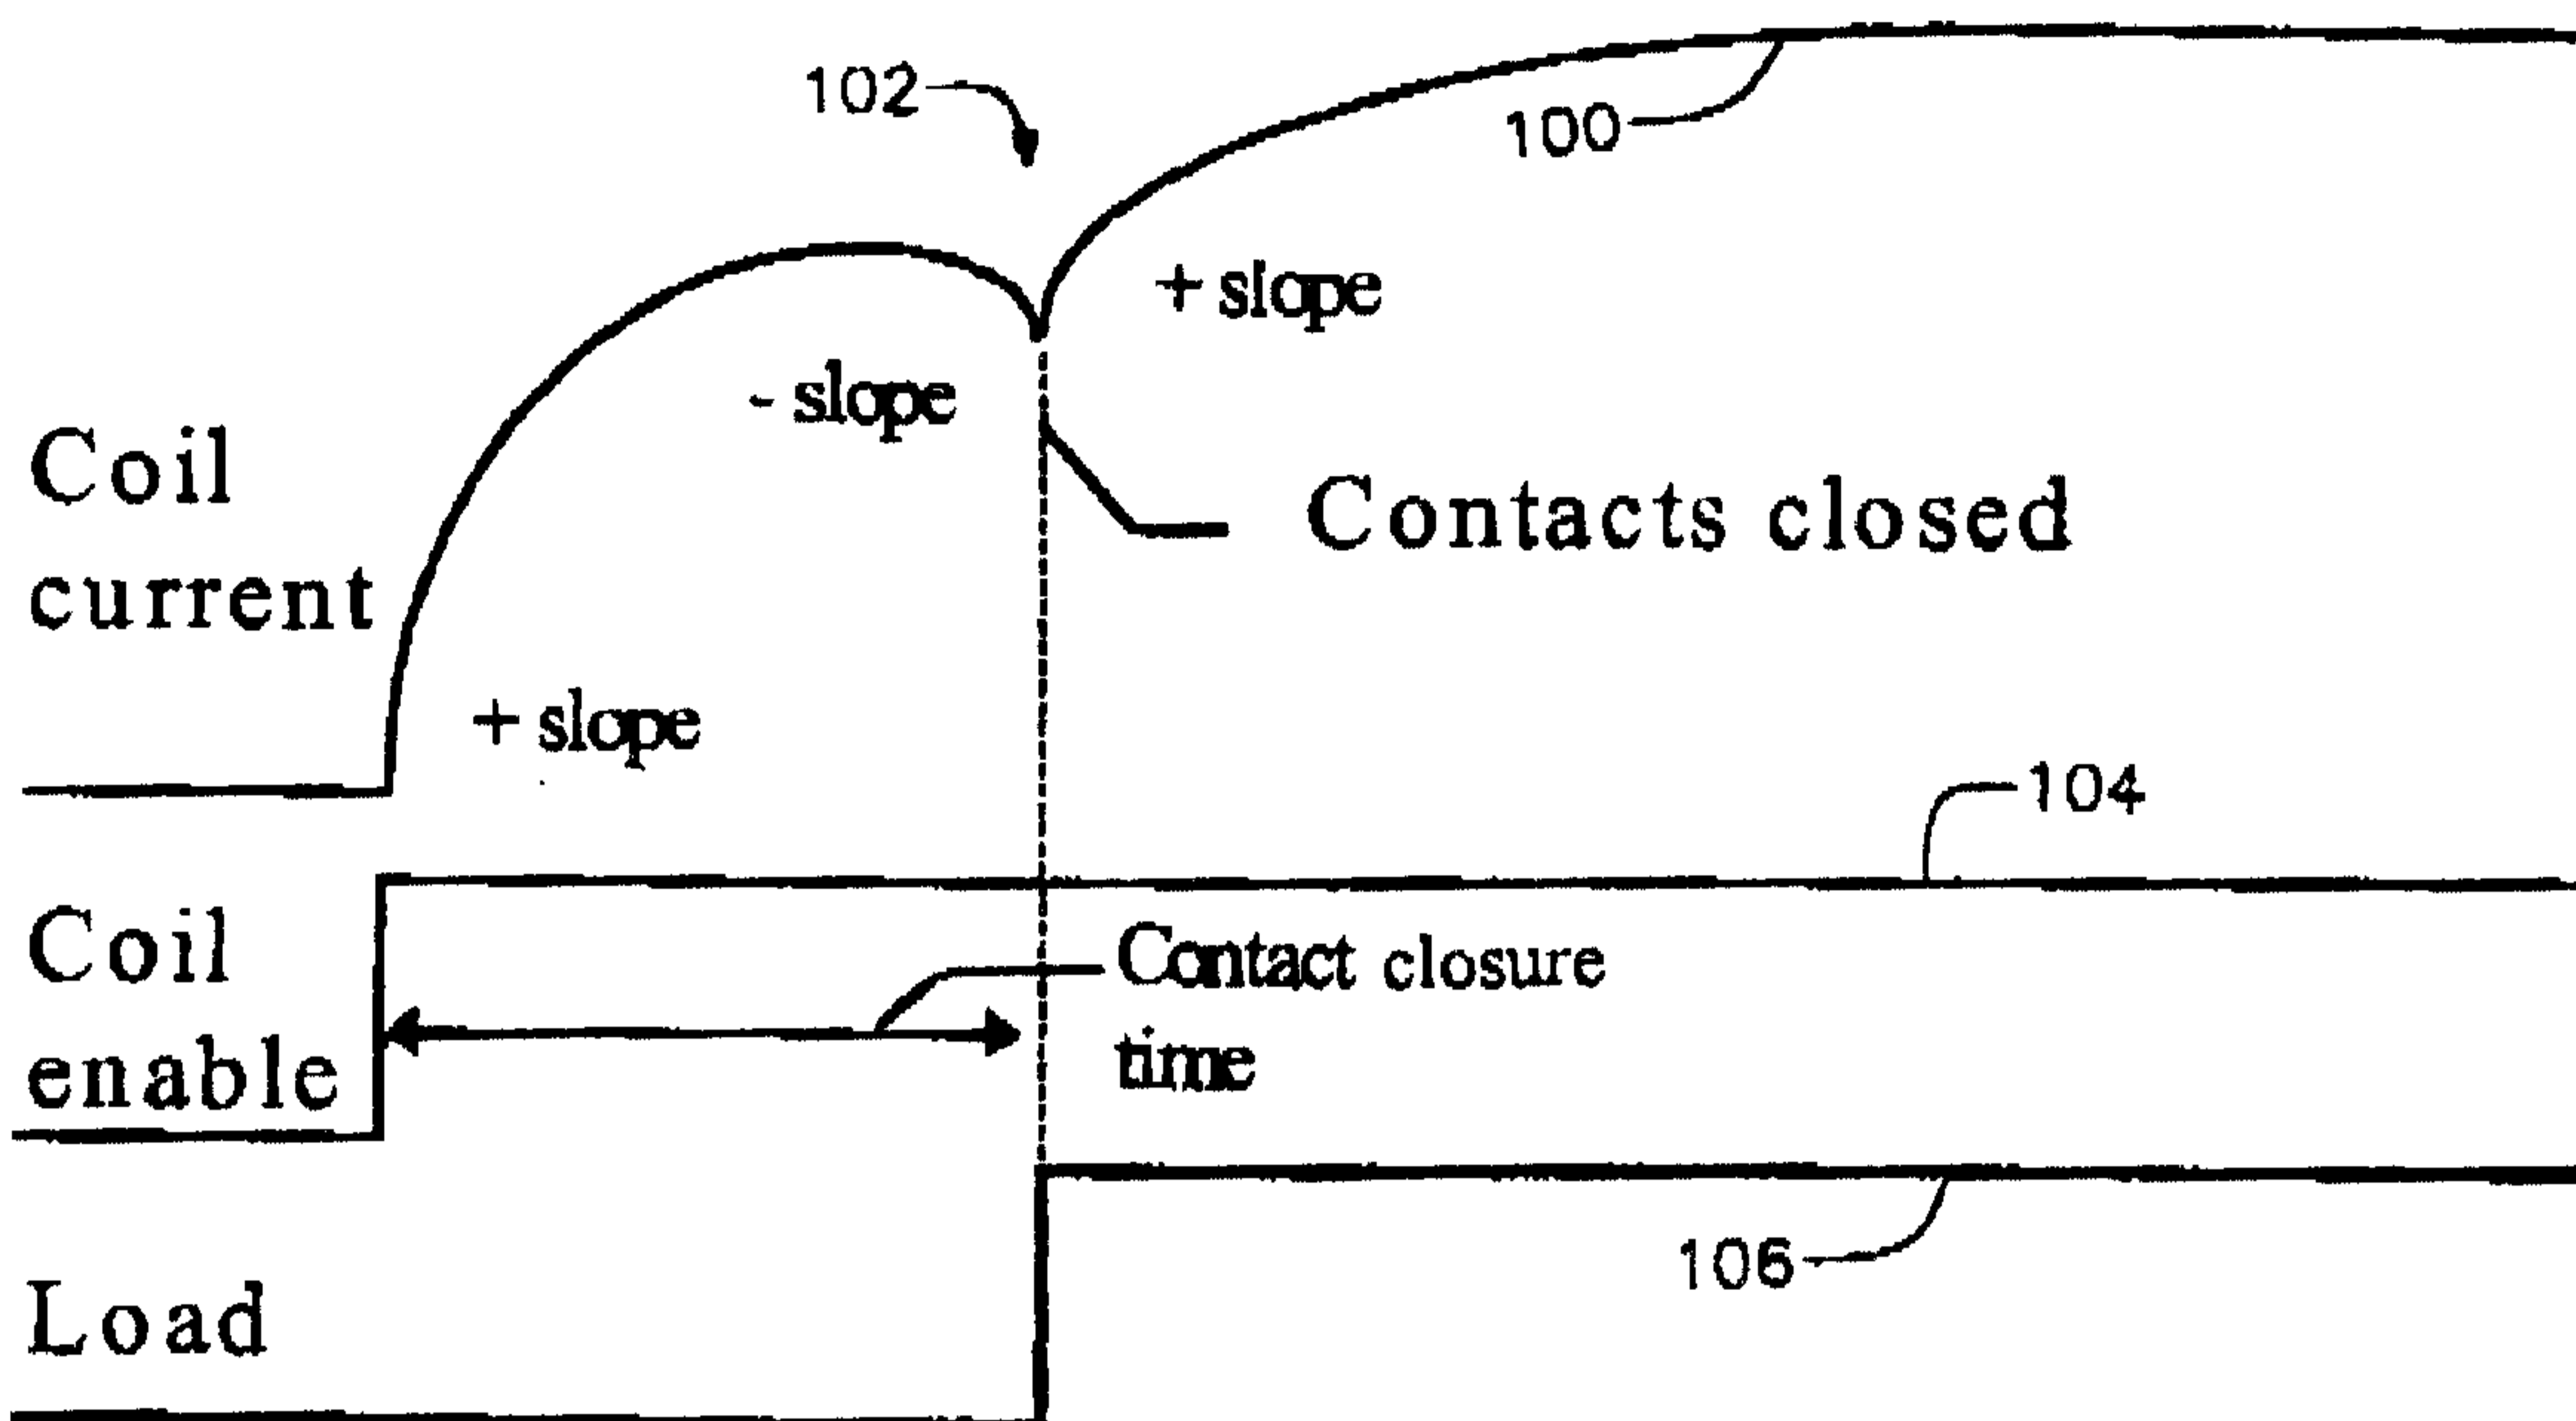 102
100
+ slope
- slope
Coil
current
Contacts closed
+ slope
104
Coil
enable
Contact closure
time
106
Load